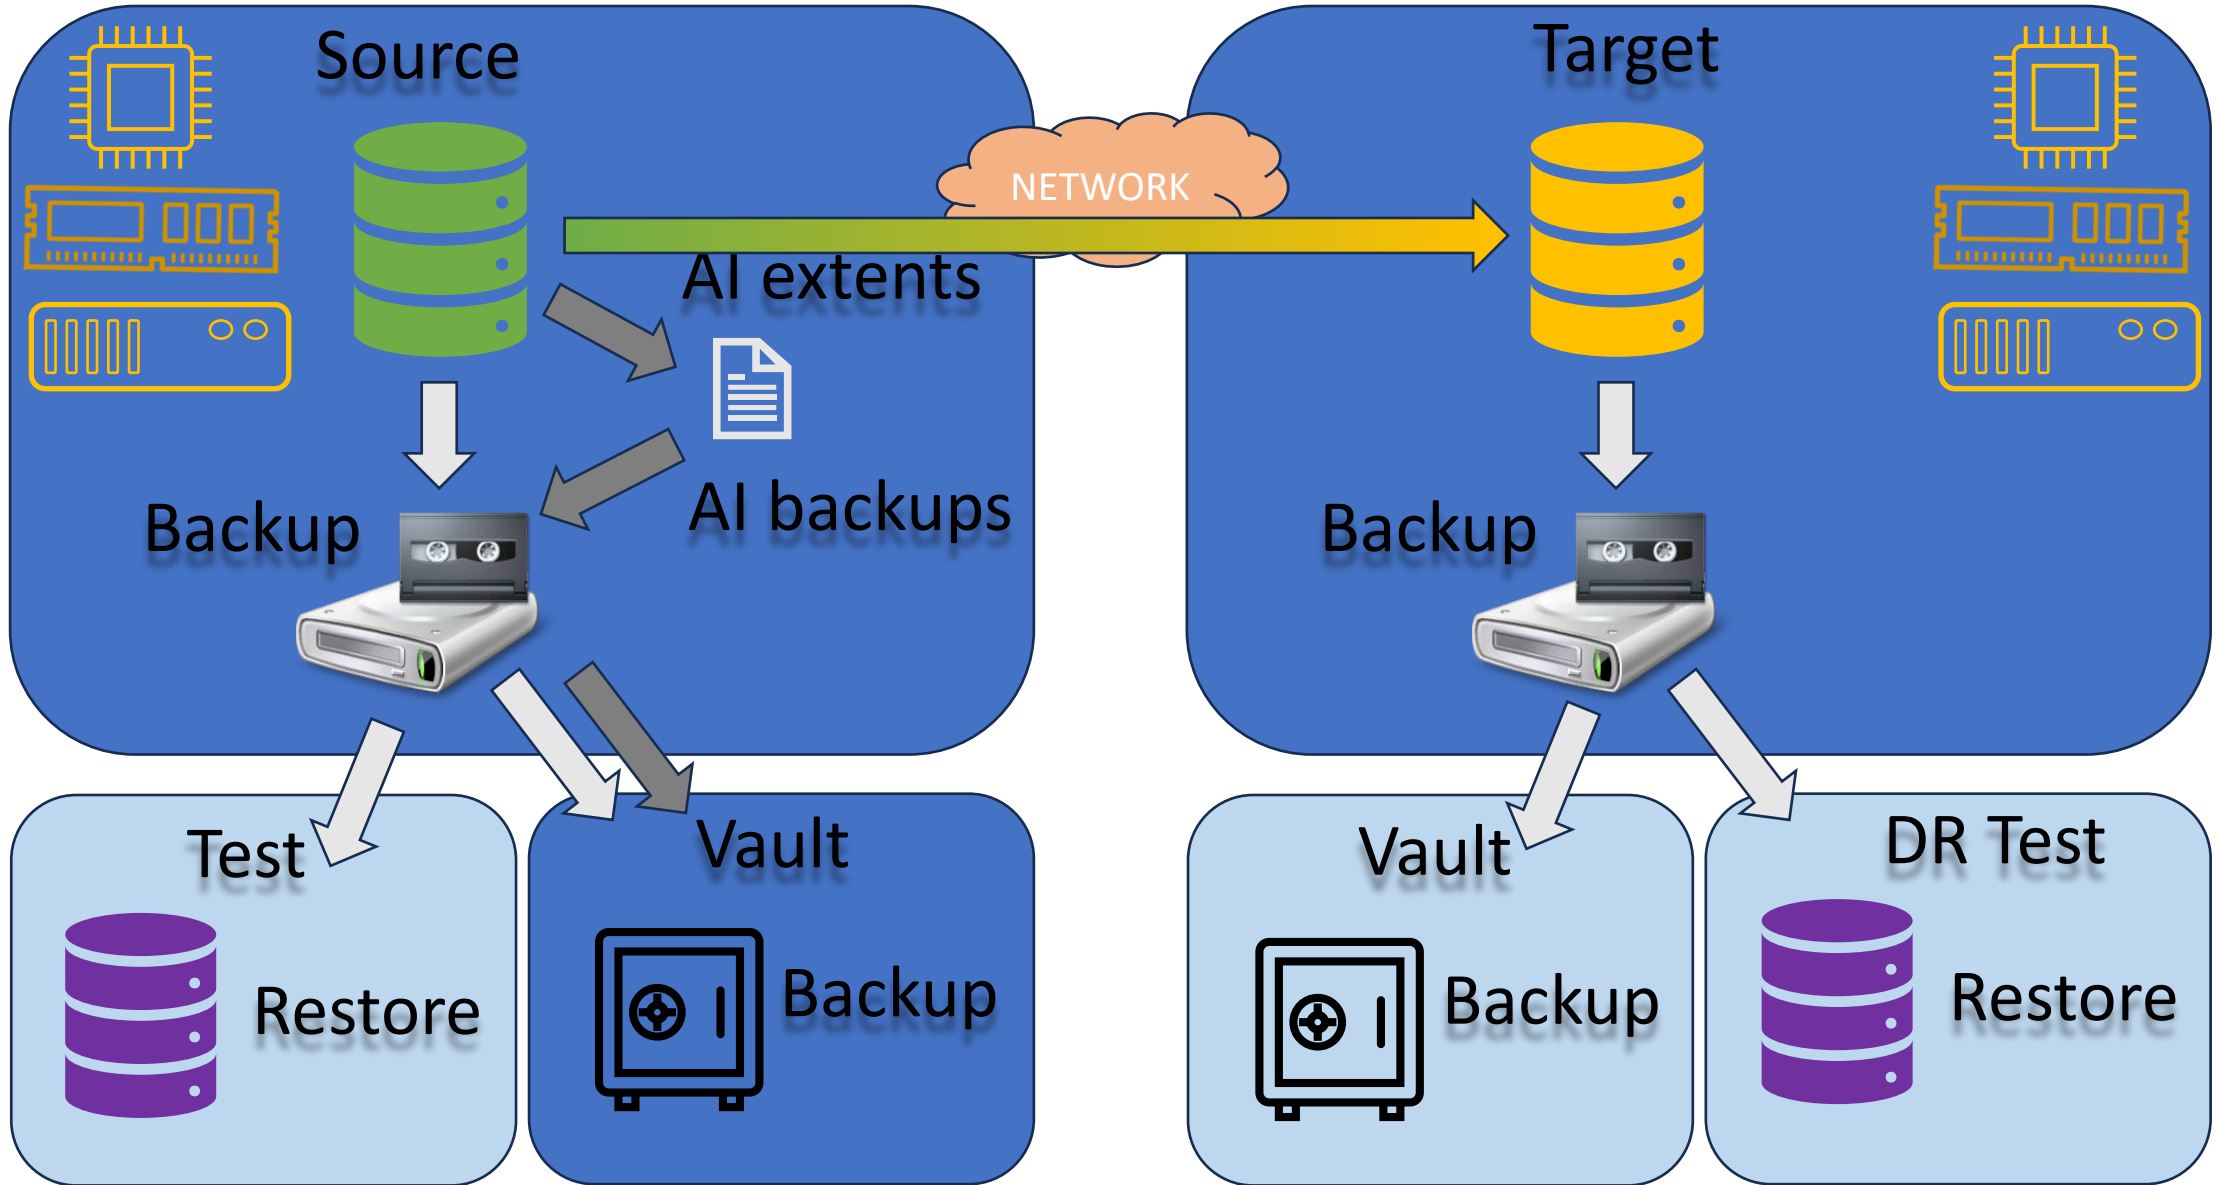 Source
Target
NETWORK
AI extents
AI backups
Backup
Backup
Test
Vault
Vault
DR Test
Restore
Backup
Backup
Restore